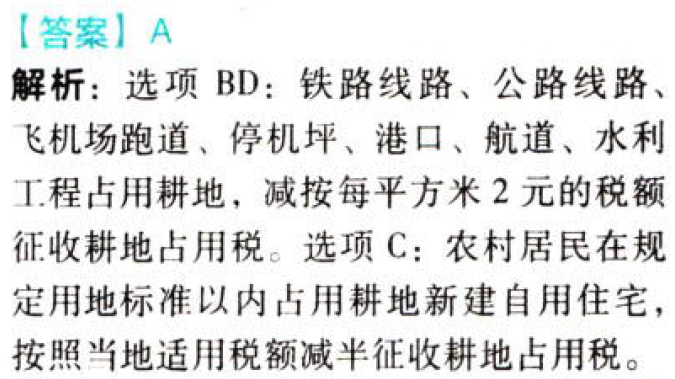 【答案】A
解析：选项 BD：铁路线路、公路线路、
飞机场跑道、停机坪、港口、航道、水利
工程占用耕地，减按每平方米 2 元的税额
征收耕地占用税。选项 C：农村居民在规
定用地标准以内占用耕地新建自用住宅，
按照当地适用税额减半征收耕地占用税。